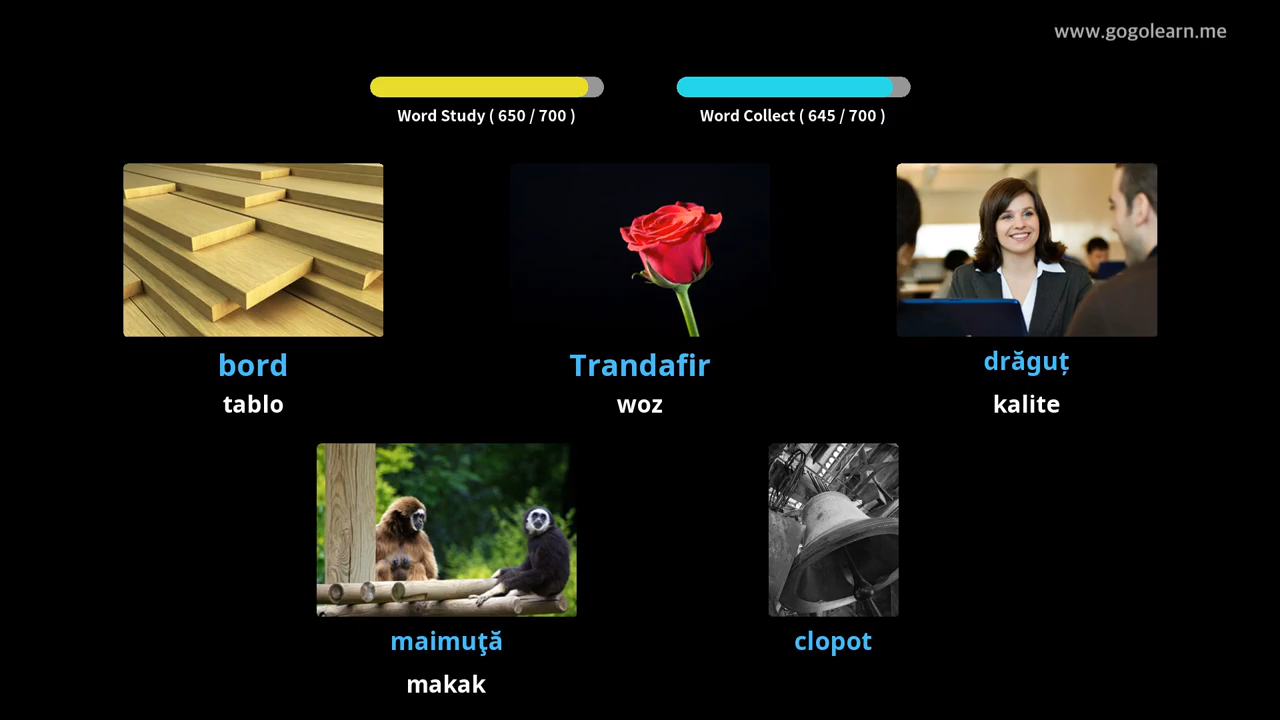 www.gogolearn.me
Word Study ( 650 / 700 )
Word Collect ( 645 / 700 )
bord
tablo
Trandafir
woz
drăguț
kalite
maimuţă
makak
clopot